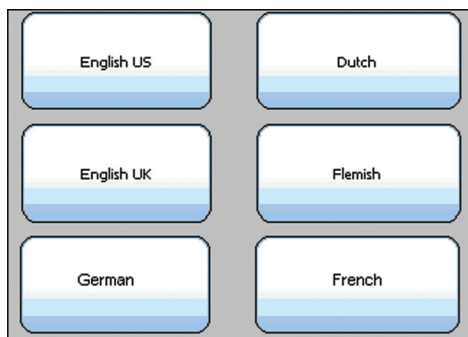 English US
Dutch
English UK
Flemish
German
French